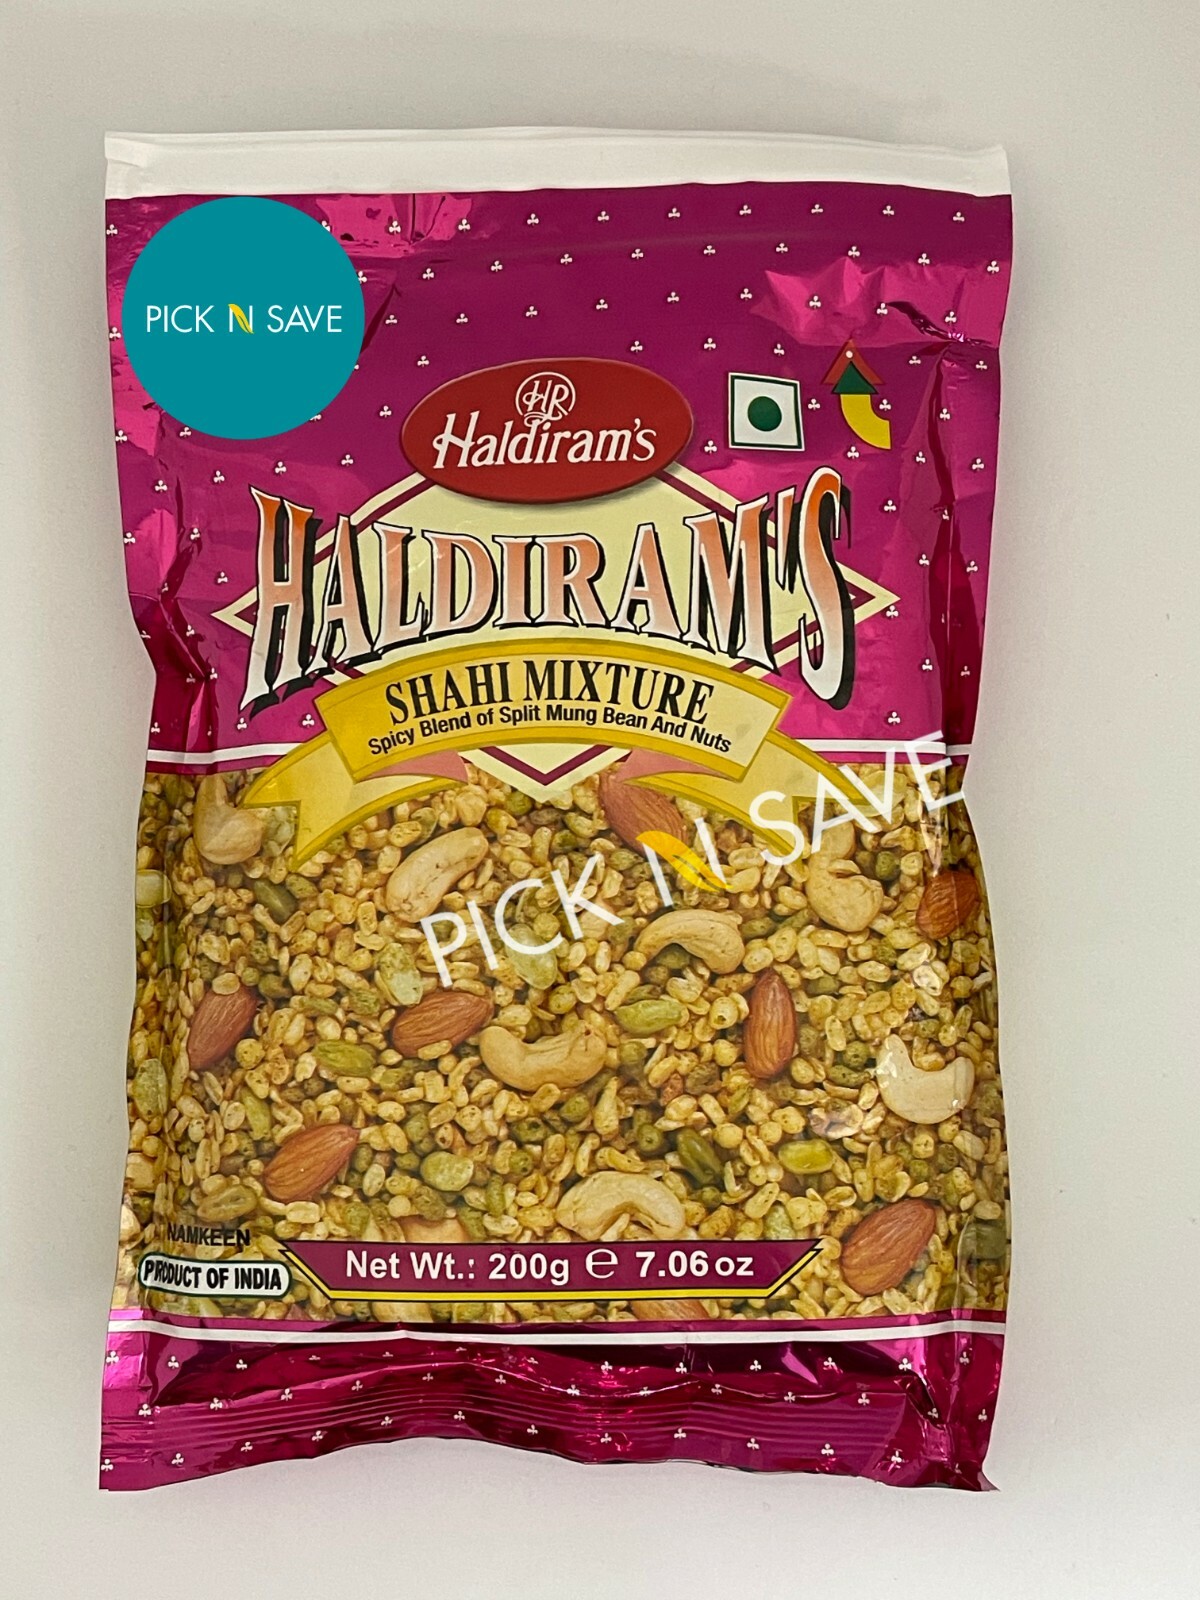 PICK N SAVE
HR
Haldiram's
HALDIRAM'S
SHAHI MIXTURE
Spicy Blend of Split Mung Bean And Nuts
PICK N SAVE
NAMKEEN
PRODUCT OF INDIA
Net Wt.: 200g ℮ 7.06 oz